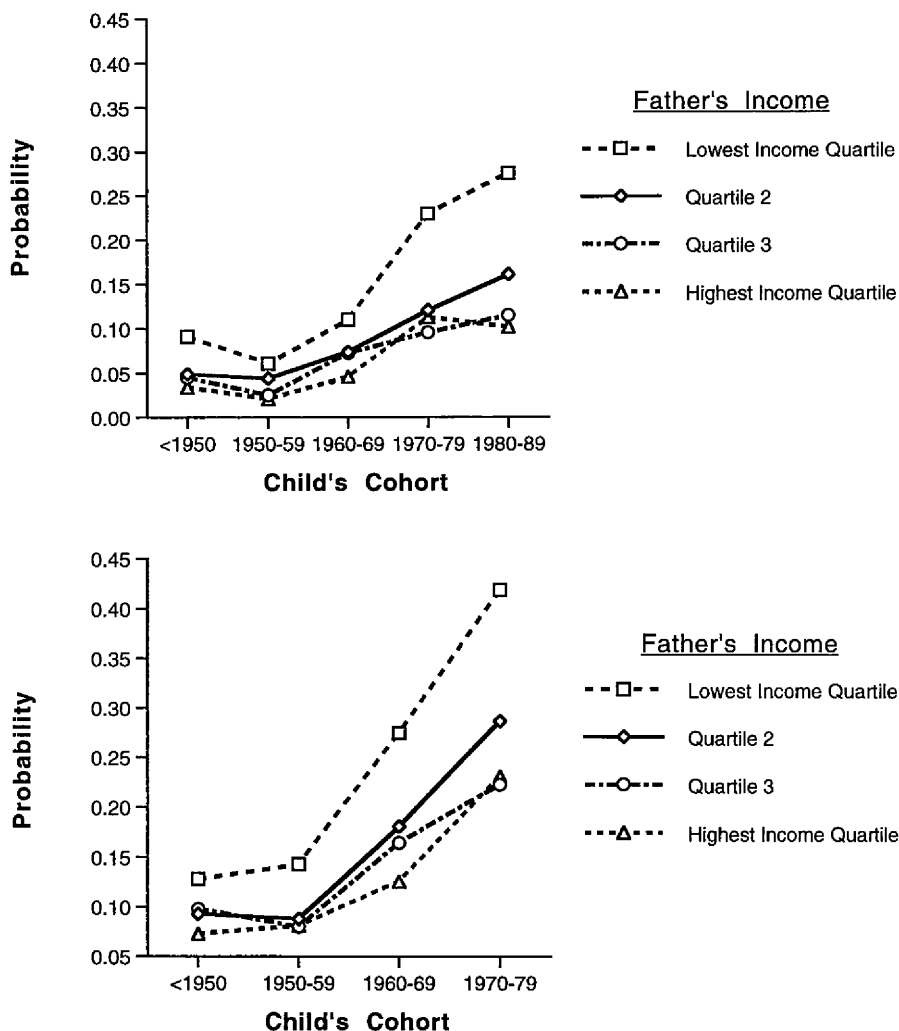 0.45
0.40
0.35
0.30
0.25
0.20
0.15
0.10
0.05
0.00
Probability
<1950 1950-59 1960-69 1970-79 1980-89
Child's Cohort
Father's Income
Lowest Income Quartile
Quartile 2
Quartile 3
Highest Income Quartile
0.45
0.40
0.35
0.30
0.25
0.20
0.15
0.10
0.05
Probability
<1950 1950-59 1960-69 1970-79
Child's Cohort
Father's Income
Lowest Income Quartile
Quartile 2
Quartile 3
Highest Income Quartile